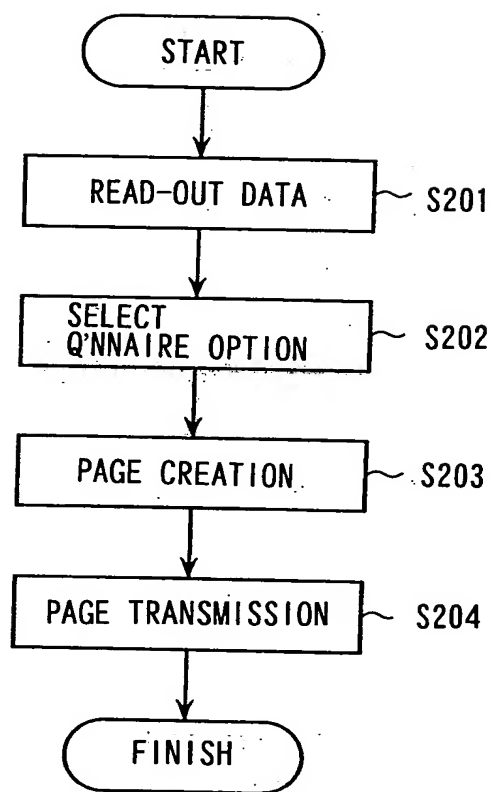 START
READ-OUT DATA
S201
SELECT
Q'NNAIRE OPTION
S202
PAGE CREATION
S203
PAGE TRANSMISSION
S204
FINISH